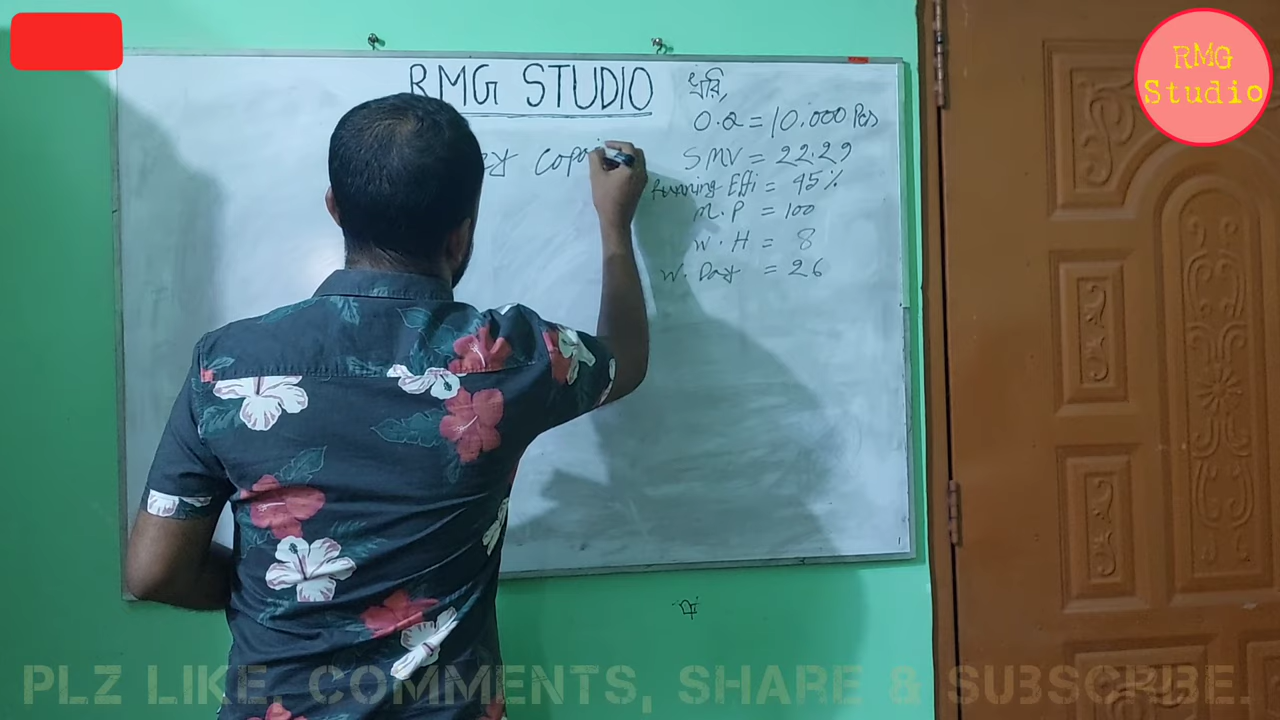 RMG STUDIO
ধরি,
O.Q = 10.000 Pcs
SMV = 22.29
Running Effi = 45%
M.P = 100
W.H = 8
W.Day = 26
RMG
Studio
PLZ LIKE, COMMENTS, SHARE & SUBSCRIBE.